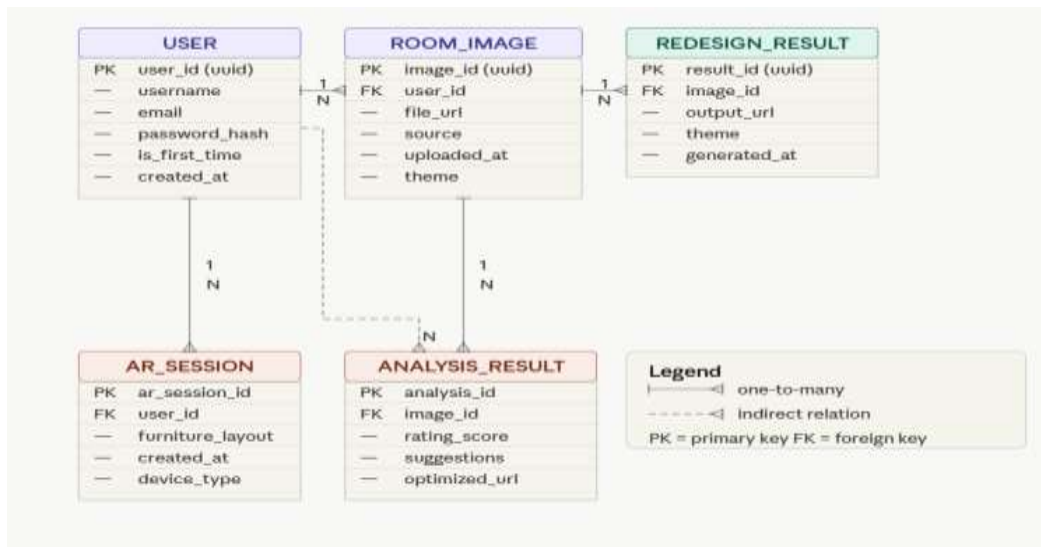 USER
PK user_id (uuid)
— username
— email
— password_hash
— is_first_time
— created_at
1
N
ROOM_IMAGE
PK image_id (uuid)
FK user_id
— file_url
— source
— uploaded_at
— theme
1
N
REDESIGN_RESULT
PK result_id (uuid)
FK image_id
— output_url
— theme
— generated_at
1
N
1
N
N
AR_SESSION
PK ar_session_id
FK user_id
— furniture_layout
— created_at
— device_type
ANALYSIS_RESULT
PK analysis_id
FK image_id
— rating_score
— suggestions
— optimized_url
Legend
one-to-many
indirect relation
PK = primary key FK = foreign key